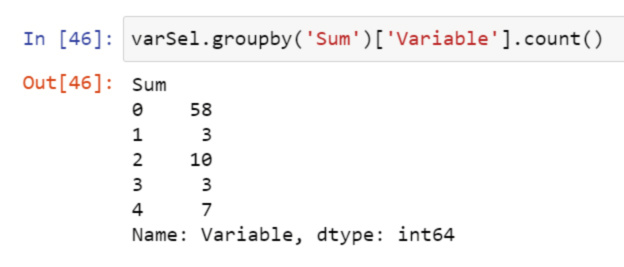 In [46]: varSel.groupby('Sum')['Variable'].count()
Out[46]: Sum
0    58
1     3
2    10
3     3
4     7
Name: Variable, dtype: int64